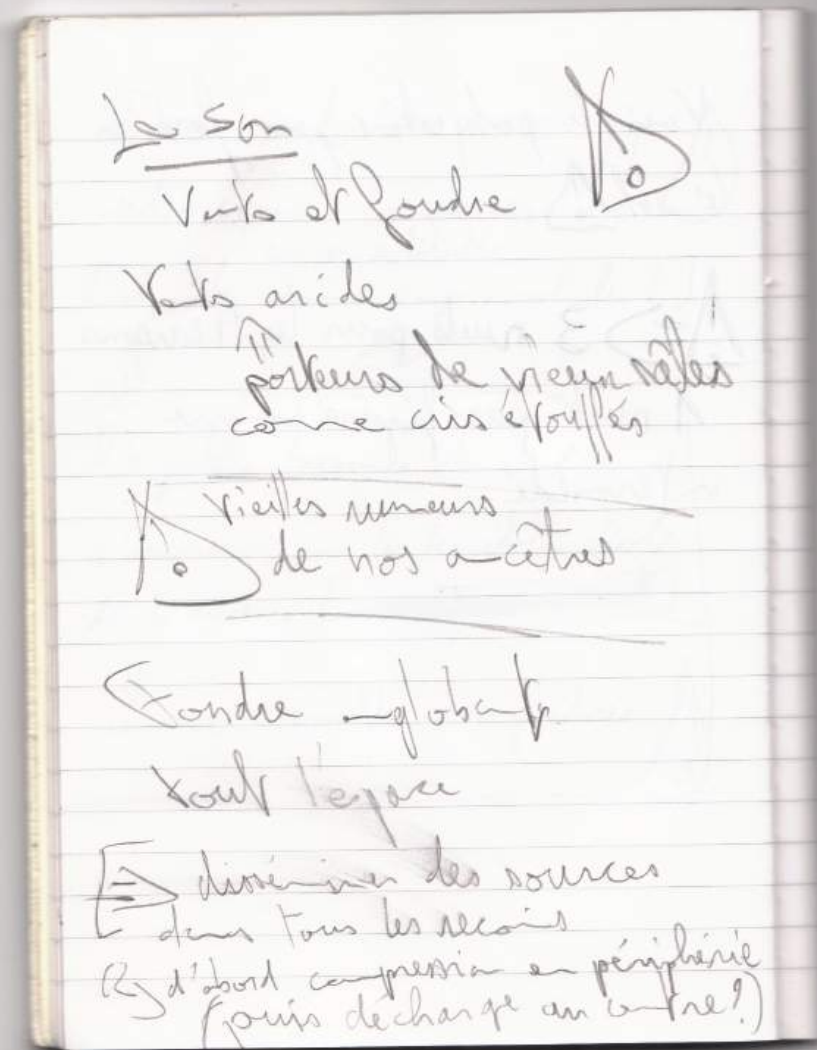 Le son
Vents et foudre
Vents arides
porteurs de vieux râles
comme cris étouffés
Vieilles rumeurs
de nos ancêtres
Foudre englobant
tout l'espace
disséminer des sources
dans tous les recoins
d'abord compression en périphérie
(puis décharge au centre?)